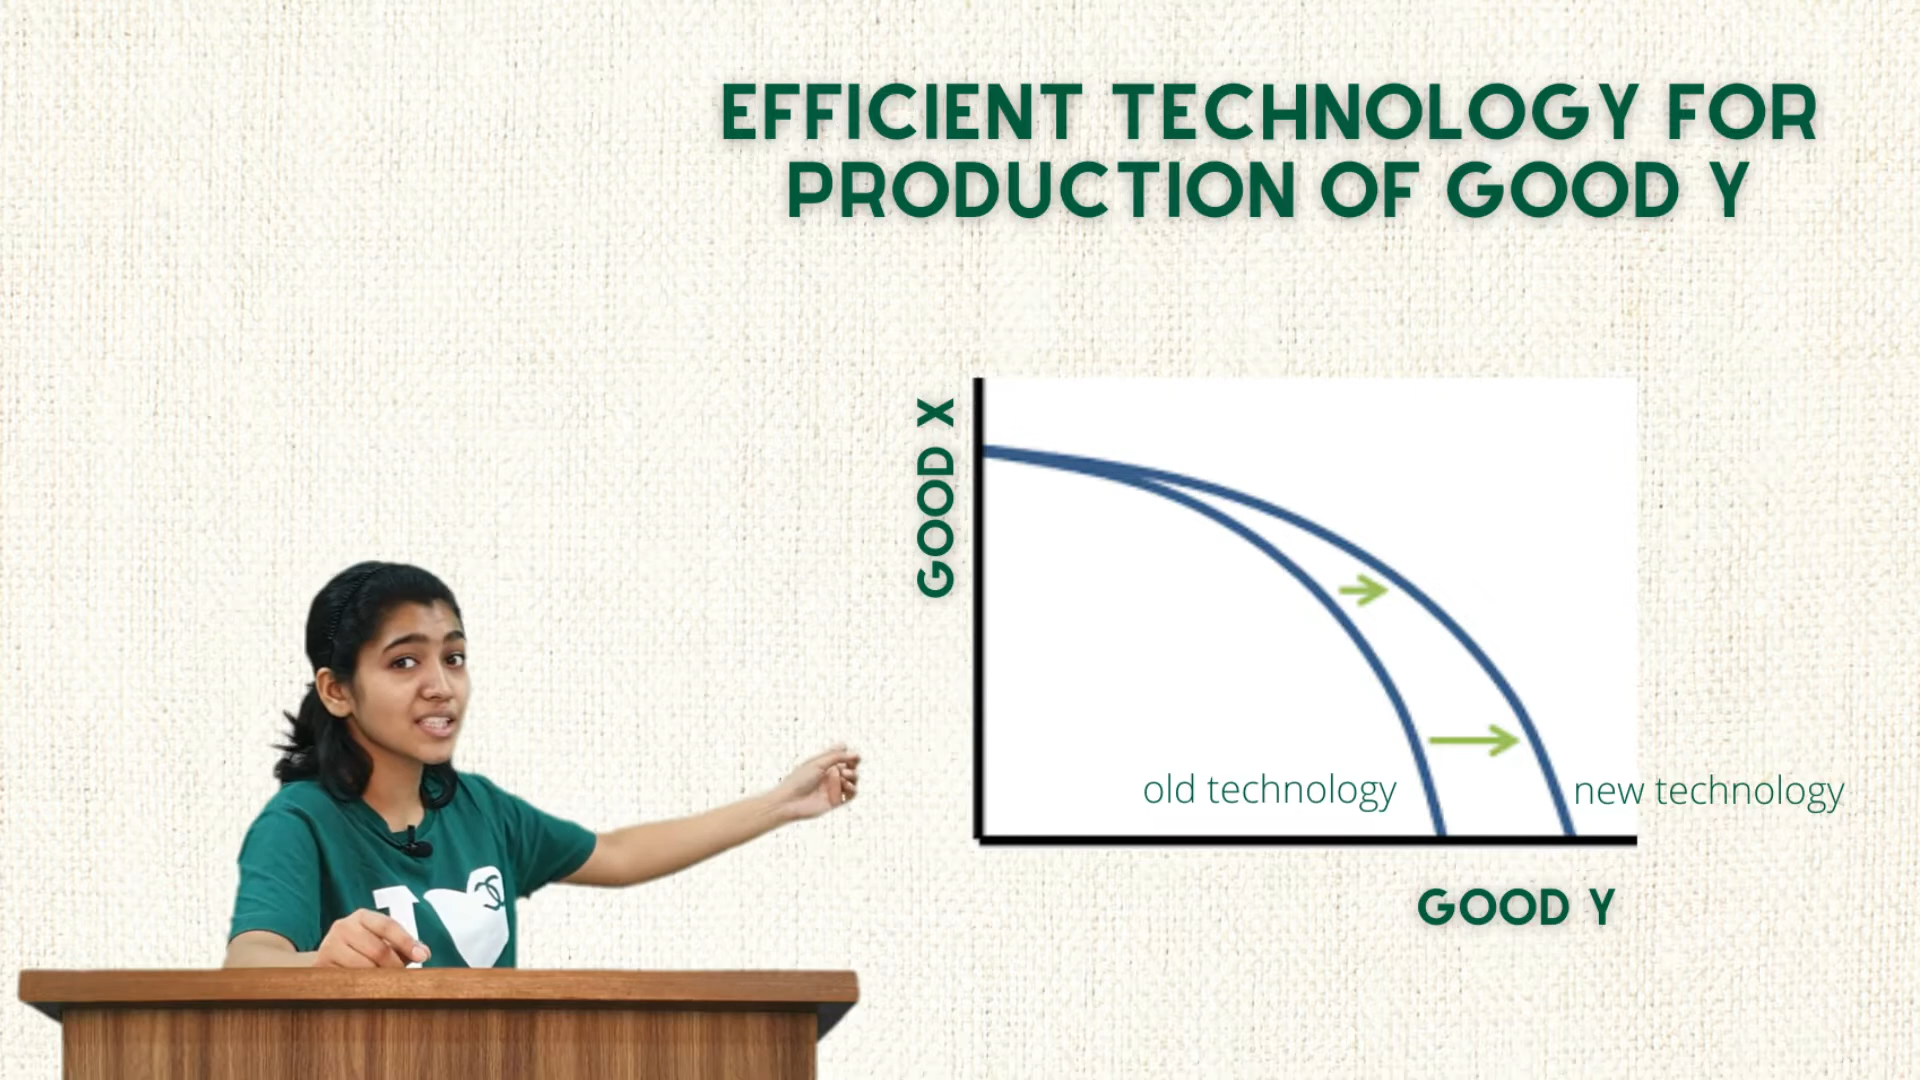 EFFICIENT TECHNOLOGY FOR
PRODUCTION OF GOOD Y
GOOD X
old technology
new technology
GOOD Y
I